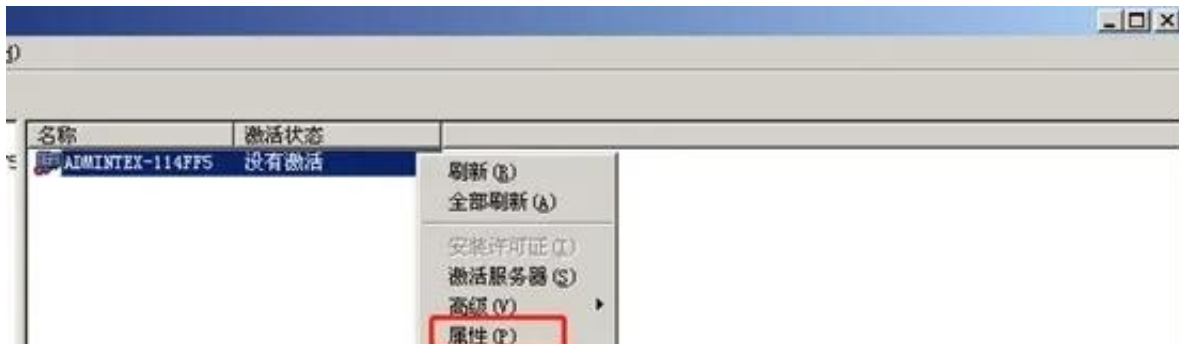 名称 激活状态
ADMINTEX-114FF5 没有激活
刷新(R)
全部刷新(A)
安装许可证(I)
激活服务器(S)
高级(V)
属性(P)